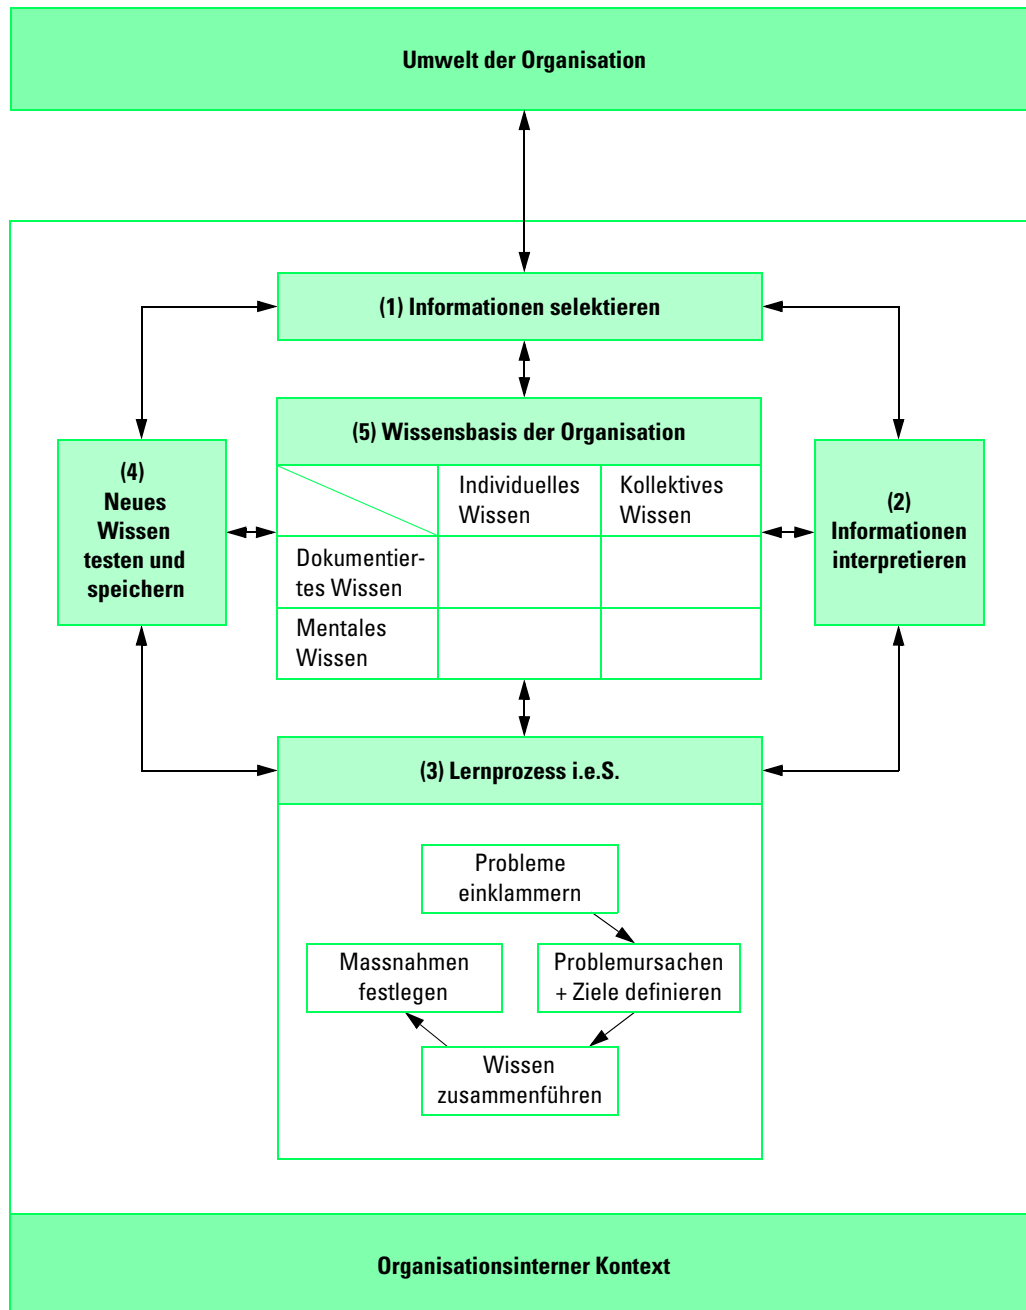 Umwelt der Organisation
(1) Informationen selektieren
(5) Wissensbasis der Organisation
Individuelles
Wissen
Kollektives
Wissen
Dokumentier-
tes Wissen
Mentales
Wissen
(4)
Neues
Wissen
testen und
speichern
(2)
Informationen
interpretieren
(3) Lernprozess i.e.S.
Probleme
einklammern
Massnahmen
festlegen
Problemursachen
+ Ziele definieren
Wissen
zusammenführen
Organisationsinterner Kontext